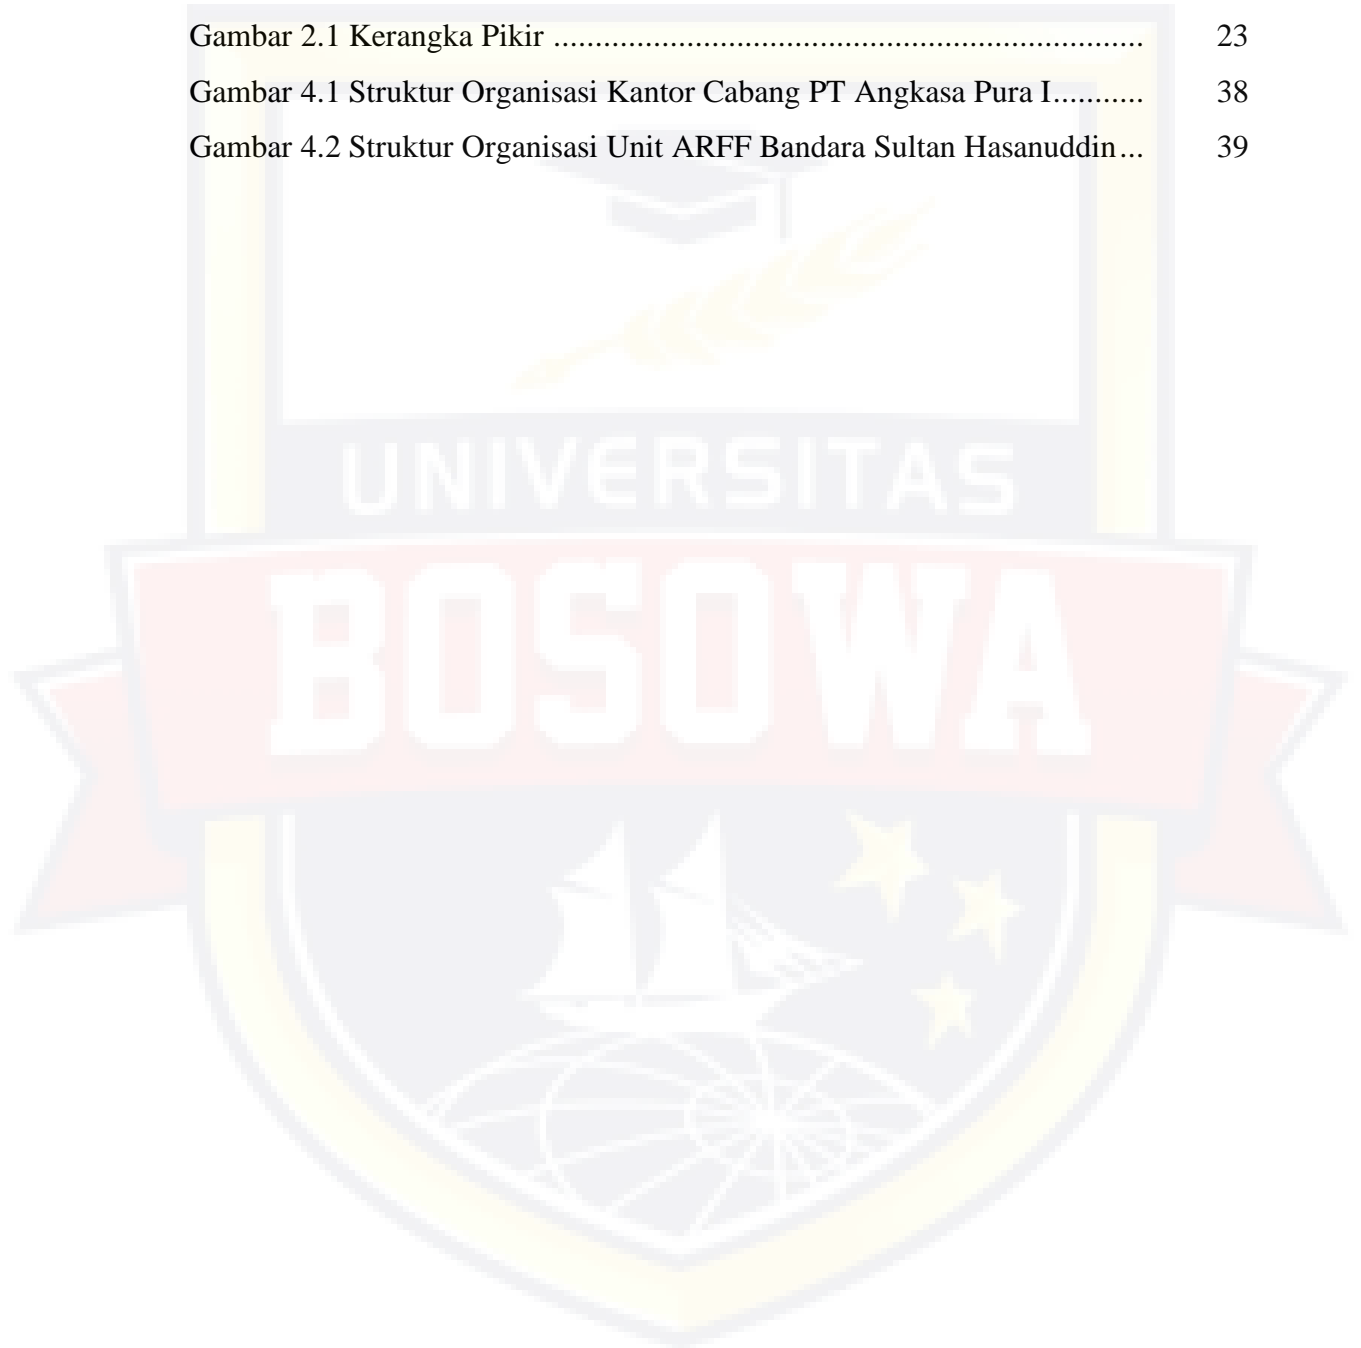 Gambar 2.1 Kerangka Pikir ........................................................................ 23
Gambar 4.1 Struktur Organisasi Kantor Cabang PT Angkasa Pura I........... 38
Gambar 4.2 Struktur Organisasi Unit ARFF Bandara Sultan Hasanuddin... 39
UNIVERSITAS
BOSOWA